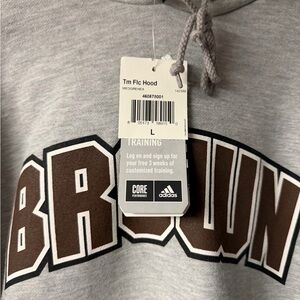 Tm Flc Hood
460875001
L
TRAINING
Log on and sign up for
your free 3 weeks of
customized training.
CORE
PERFORMANCE
adidas
BROWN